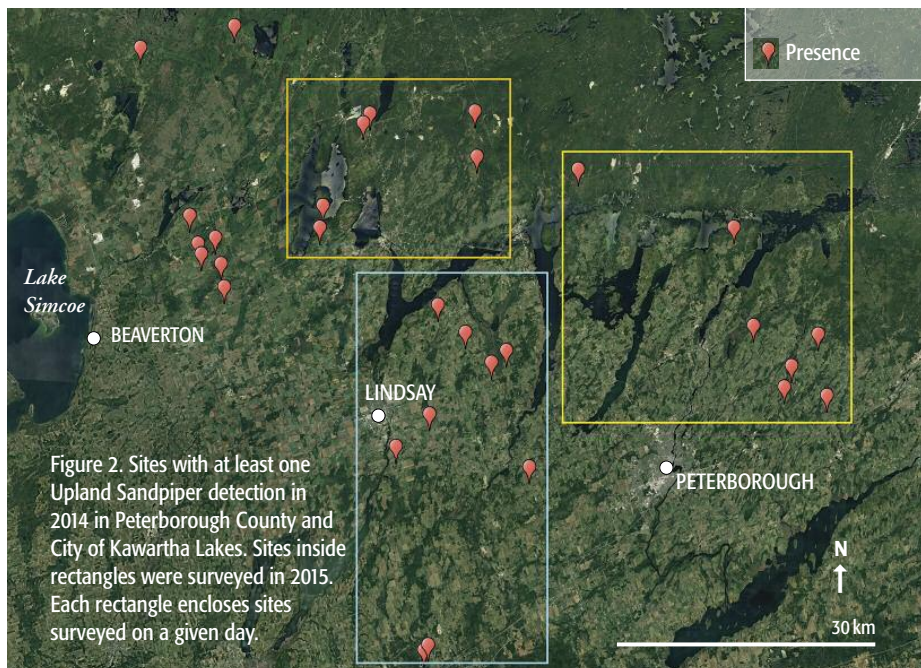 Presence
Lake
Simcoe
BEAVERTON
LINDSAY
PETERBOROUGH
Figure 2. Sites with at least one
Upland Sandpiper detection in
2014 in Peterborough County and
City of Kawartha Lakes. Sites inside
rectangles were surveyed in 2015.
Each rectangle encloses sites
surveyed on a given day.
N
30 km